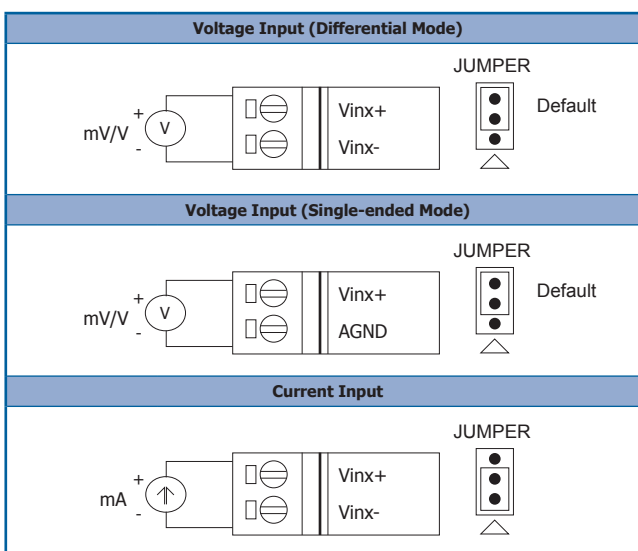 Voltage Input (Differential Mode)
JUMPER
+
mV/V
V
-
Vinx+
Vinx-
Default
Voltage Input (Single-ended Mode)
JUMPER
+
mV/V
V
-
Vinx+
AGND
Default
Current Input
JUMPER
+
mA
-
Vinx+
Vinx-